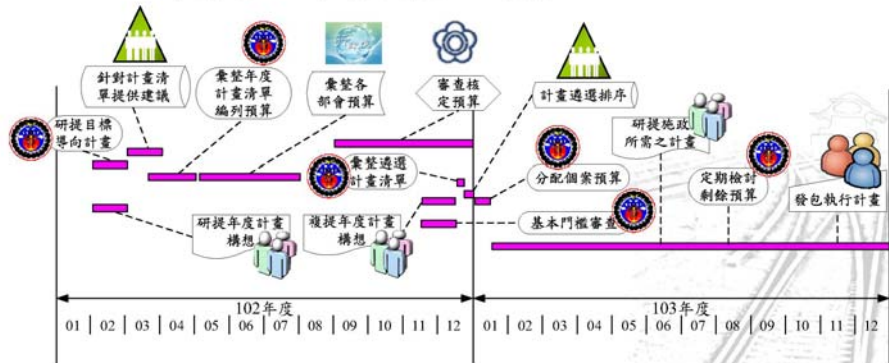 針對計畫清
單提供建議
彙整年度
計畫清單
編列預算
彙整各
部會預算
審查核
定預算
計畫遴選排序
研提施政
所需之計畫
研提目標
導向計畫
彙整遴選
計畫清單
分配個案預算
定期檢討
剩餘預算
發包執行計畫
研提年度計畫
構想
複提年度計畫
構想
基本門檻審查
102年度
103年度
01 | 02 | 03 | 04 | 05 | 06 | 07 | 08 | 09 | 10 | 11 | 12 | 01 | 02 | 03 | 04 | 05 | 06 | 07 | 08 | 09 | 10 | 11 | 12